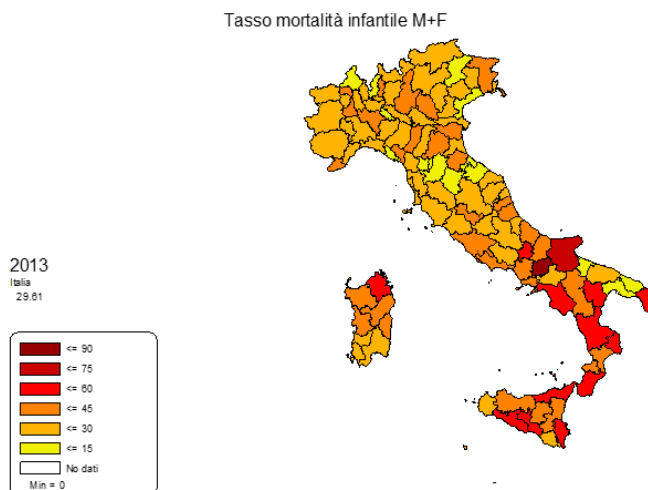 Tasso mortalità infantile M+F
2013
Italia
29.61
<= 90
<= 75
<= 60
<= 45
<= 30
<= 15
No dati
Min = 0